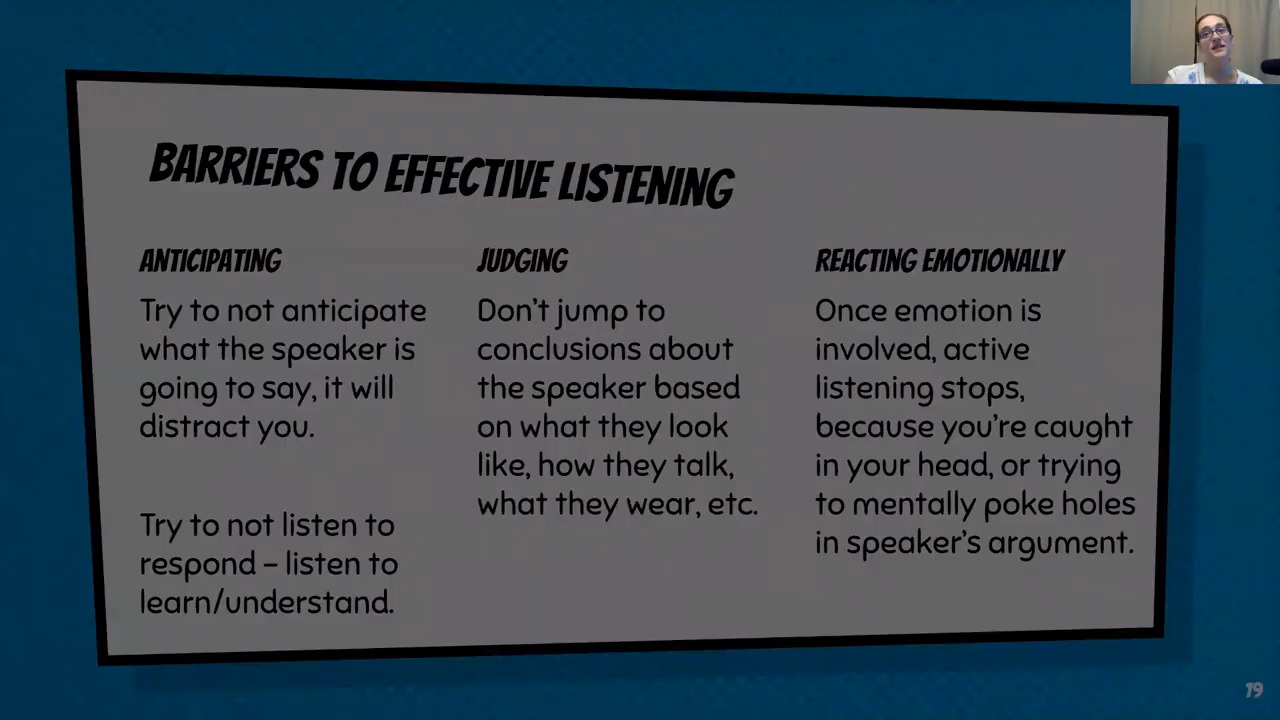 BARRIERS TO EFFECTIVE LISTENING
ANTICIPATING
Try to not anticipate
what the speaker is
going to say, it will
distract you.
Try to not listen to
respond – listen to
learn/understand.
JUDGING
Don't jump to
conclusions about
the speaker based
on what they look
like, how they talk,
what they wear, etc.
REACTING EMOTIONALLY
Once emotion is
involved, active
listening stops,
because you're caught
in your head, or trying
to mentally poke holes
in speaker's argument.
19